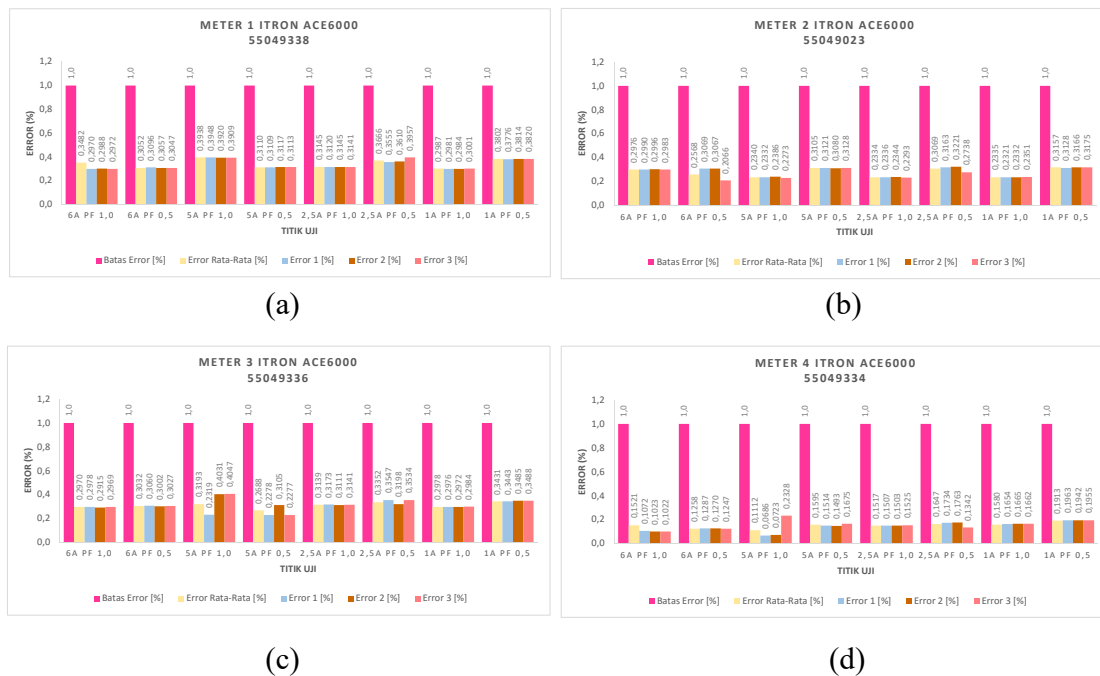 METER 1 ITRON ACE6000
55049338
ERROR (%)
1,2
1,0
0,8
0,6
0,4
0,2
0,0
1,0 0,3482 0,2970 0,2988 0,2972
1,0 0,3052 0,3096 0,3057 0,3047
1,0 0,3938 0,3948 0,3920 0,3909
1,0 0,3110 0,3109 0,3117 0,3113
1,0 0,3145 0,3120 0,3145 0,3141
1,0 0,3666 0,3555 0,3610 0,3957
1,0 0,2987 0,2981 0,2984 0,3001
1,0 0,3802 0,3776 0,3814 0,3820
6A PF 1,0 6A PF 0,5 5A PF 1,0 5A PF 0,5 2,5A PF 1,0 2,5A PF 0,5 1A PF 1,0 1A PF 0,5
TITIK UJI
Batas Error [%] Error Rata-Rata [%] Error 1 [%] Error 2 [%] Error 3 [%]
(a)
METER 2 ITRON ACE6000
55049023
ERROR (%)
1,2
1,0
0,8
0,6
0,4
0,2
0,0
1,0 0,2976 0,2990 0,2996 0,2983
1,0 0,2568 0,3069 0,3067 0,2066
1,0 0,2340 0,2332 0,2386 0,2273
1,0 0,3105 0,3121 0,3080 0,3128
1,0 0,2334 0,2336 0,2344 0,2293
1,0 0,3069 0,3163 0,3221 0,2738
1,0 0,2335 0,2321 0,2332 0,2351
1,0 0,3157 0,3128 0,3166 0,3175
6A PF 1,0 6A PF 0,5 5A PF 1,0 5A PF 0,5 2,5A PF 1,0 2,5A PF 0,5 1A PF 1,0 1A PF 0,5
TITIK UJI
Batas Error [%] Error Rata-Rata [%] Error 1 [%] Error 2 [%] Error 3 [%]
(b)
METER 3 ITRON ACE6000
55049336
ERROR (%)
1,2
1,0
0,8
0,6
0,4
0,2
0,0
1,0 0,2970 0,2978 0,2915 0,2969
1,0 0,3032 0,3060 0,3002 0,3027
1,0 0,3193 0,2319 0,4031 0,4047
1,0 0,2688 0,2278 0,3105 0,2277
1,0 0,3139 0,3173 0,3111 0,3141
1,0 0,3352 0,3547 0,3198 0,3534
1,0 0,2978 0,2976 0,2972 0,2984
1,0 0,3431 0,3443 0,3485 0,3488
6A PF 1,0 6A PF 0,5 5A PF 1,0 5A PF 0,5 2,5A PF 1,0 2,5A PF 0,5 1A PF 1,0 1A PF 0,5
TITIK UJI
Batas Error [%] Error Rata-Rata [%] Error 1 [%] Error 2 [%] Error 3 [%]
(c)
METER 4 ITRON ACE6000
55049334
ERROR (%)
1,2
1,0
0,8
0,6
0,4
0,2
0,0
1,0 0,1521 0,1072 0,1023 0,1022
1,0 0,1258 0,1287 0,1270 0,1247
1,0 0,1112 0,0686 0,0723 0,2328
1,0 0,1595 0,1514 0,1493 0,1675
1,0 0,1517 0,1507 0,1503 0,1525
1,0 0,1647 0,1734 0,1763 0,1342
1,0 0,1580 0,1654 0,1665 0,1662
1,0 0,1913 0,1963 0,1942 0,1955
6A PF 1,0 6A PF 0,5 5A PF 1,0 5A PF 0,5 2,5A PF 1,0 2,5A PF 0,5 1A PF 1,0 1A PF 0,5
TITIK UJI
Batas Error [%] Error Rata-Rata [%] Error 1 [%] Error 2 [%] Error 3 [%]
(d)